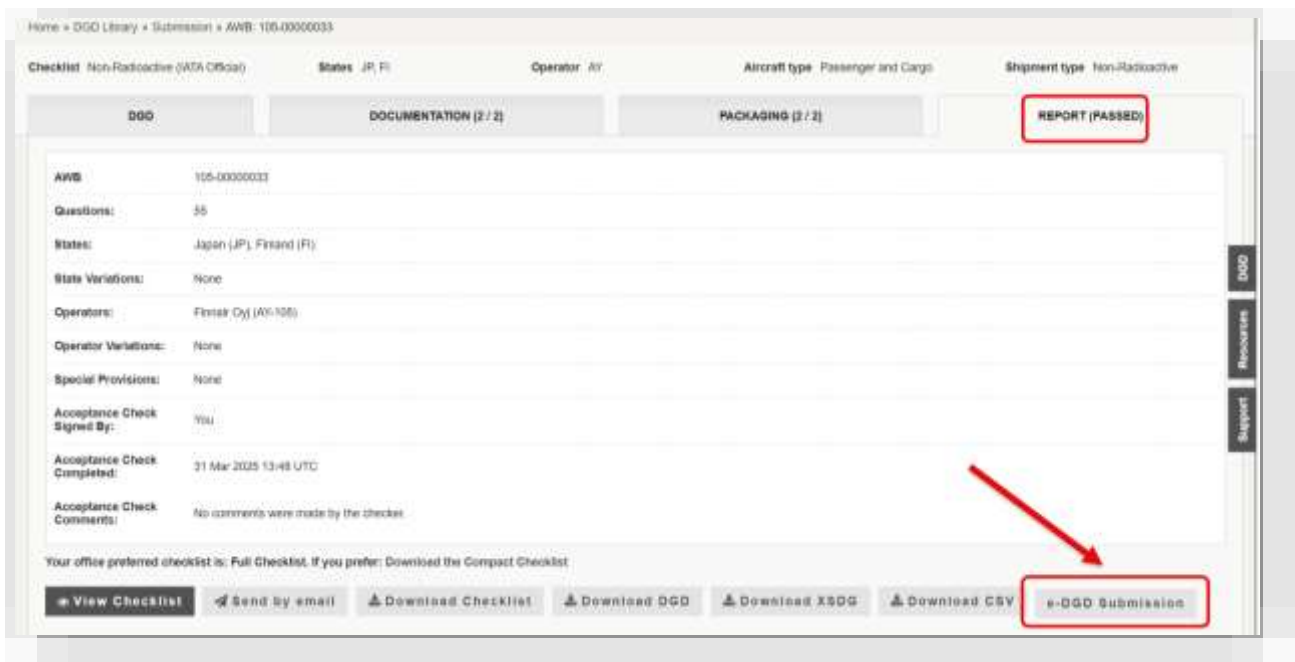 Home » DGD Library » Submission » AWB: 105-00000033
Checklist Non-Radioactive (IATA Official) States JP, FI Operator AY Aircraft type Passenger and Cargo Shipment type Non-Radioactive
DGD DOCUMENTATION (2 / 2) PACKAGING (2 / 2) REPORT (PASSED)
AWB 105-00000033
Questions: 55
States: Japan (JP), Finland (FI)
State Variations: None
Operators: Finnair Oyj (AY-105)
Operator Variations: None
Special Provisions: None
Acceptance Check
Signed By: You
Acceptance Check
Completed: 31 Mar 2025 13:48 UTC
Acceptance Check
Comments: No comments were made by the checker.
Your office preferred checklist is: Full Checklist. If you prefer: Download the Compact Checklist
View Checklist Send by email Download Checklist Download DGD Download XSDG Download CSV e-DGD Submission
DGD
Resources
Support